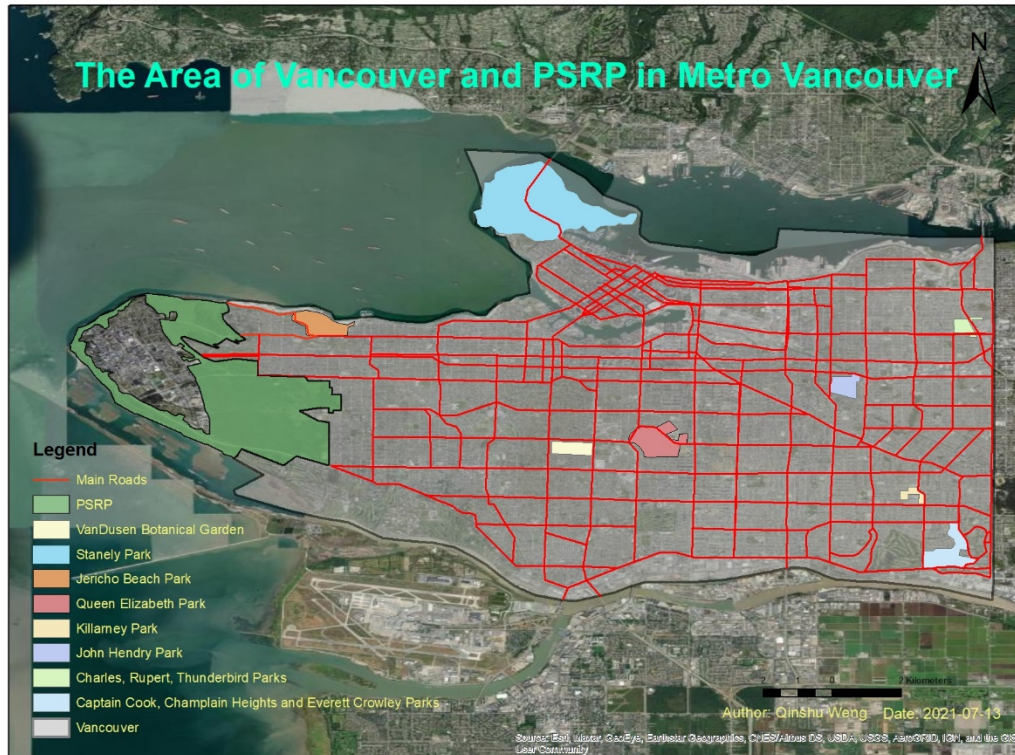 The Area of Vancouver and PSRP in Metro Vancouver
N
Legend
Main Roads
PSRP
VanDusen Botanical Garden
Stanely Park
Jericho Beach Park
Queen Elizabeth Park
Killarney Park
John Hendry Park
Charles, Rupert, Thunderbird Parks
Captain Cook, Champlain Heights and Everett Crowley Parks
Vancouver
2 1 0 2 Kilometers
Author: Qinshu Weng Date: 2021-07-13
Source: Esri, Maxar, GeoEye, Earthstar Geographics, CNES/Airbus DS, USDA, USGS, AeroGRID, IGN, and the GIS
User Community